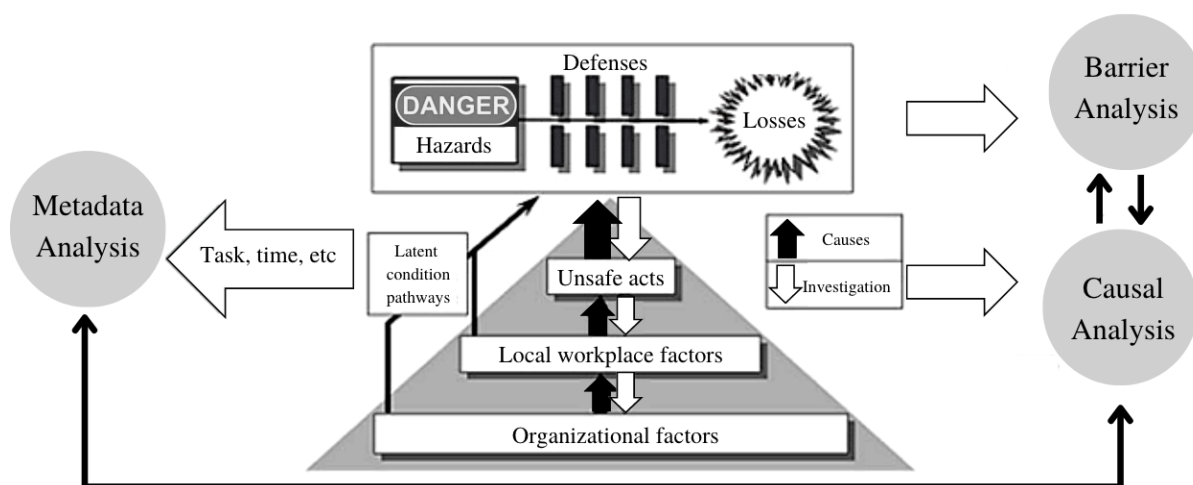 Defenses
DANGER
Hazards
Losses
Barrier
Analysis
Metadata
Analysis
Task, time, etc
Latent
condition
pathways
Causes
Investigation
Unsafe acts
Causal
Analysis
Local workplace factors
Organizational factors